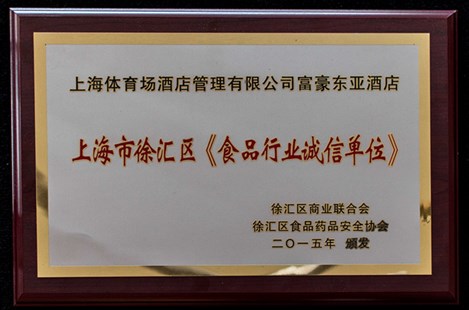 上海体育场酒店管理有限公司富豪东亚酒店
上海市徐汇区《食品行业诚信单位》
徐汇区商业联合会
徐汇区食品药品安全协会
二〇一五年 颁发